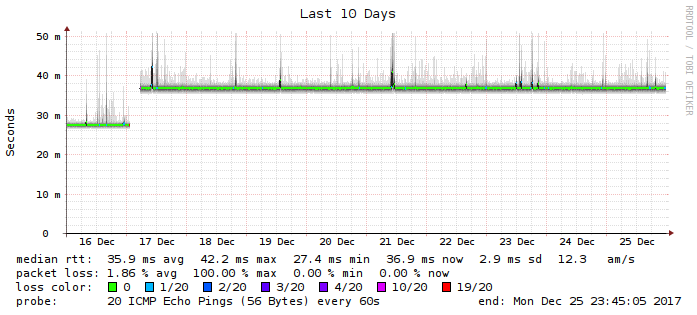 Last 10 Days
RRDTOOL / TOBI OETIKER
Seconds
50 m
40 m
30 m
20 m
10 m
0
16 Dec 17 Dec 18 Dec 19 Dec 20 Dec 21 Dec 22 Dec 23 Dec 24 Dec 25 Dec
median rtt: 35.9 ms avg 42.2 ms max 27.4 ms min 36.9 ms now 2.9 ms sd 12.3 am/s
packet loss: 1.86 % avg 100.00 % max 0.00 % min 0.00 % now
loss color: 0 1/20 2/20 3/20 4/20 10/20 19/20
probe: 20 ICMP Echo Pings (56 Bytes) every 60s end: Mon Dec 25 23:45:05 2017